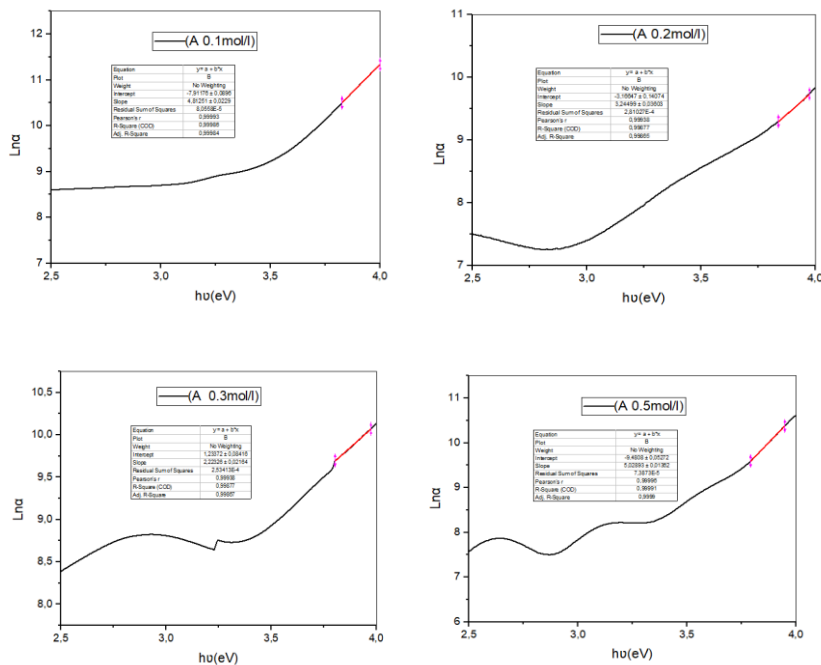 11
10
9
8
7
12
Lnα
2,5
3,0
3,5
4,0
hυ(eV)
(A 0.1mol/l)
Equation y = a + b*x
Plot B
Weight No Weighting
Intercept -7,91176 ± 0,0895
Slope 4,81251 ± 0,0229
Residual Sum of Squares
Pearson's r 0,99993
R-Square (COD) 0,99986
Adj. R-Square 0,99984
11
10
9
8
7
Lnα
2,5
3,0
3,5
4,0
hυ(eV)
(A 0.2mol/l)
Equation y = a + b*x
Plot B
Weight No Weighting
Intercept -3,16647 ± 0,14074
Slope 3,24499 ± 0,03603
Residual Sum of Squares 2,81027E-4
Pearson's r 0,99938
R-Square (COD) 0,99877
Adj. R-Square 0,99865
10,5
10,0
9,5
8,75
8,5
8,0
Lnα
2,5
3,0
3,5
4,0
hυ(eV)
(A 0.3mol/l)
Equation y = a + b*x
Plot B
Weight No Weighting
Intercept 1,23372 ± 0,08416
Slope 2,22529 ± 0,02164
Residual Sum of Squares
Pearson's r 0,99938
R-Square (COD) 0,99877
Adj. R-Square 0,99867
11
10
9
8
7
6
Lnα
2,5
3,0
3,5
4,0
hυ(eV)
(A 0.5mol/l)
Equation y = a + b*x
Plot B
Weight No Weighting
Intercept -9,4808 ± 0,05272
Slope 5,02893 ± 0,01362
Residual Sum of Squares 7,3873E-5
Pearson's r 0,99996
R-Square (COD) 0,99991
Adj. R-Square 0,9999